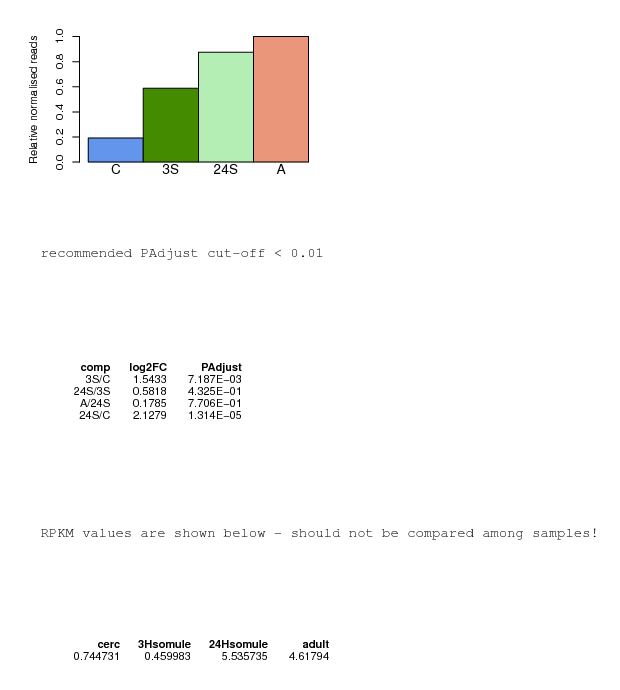 Relative normalised reads
1.0
0.8
0.6
0.4
0.2
0.0
C 3S 24S A
recommended PAdjust cut-off < 0.01
comp log2FC PAdjust
3S/C 1.5433 7.187E−03
24S/3S 0.5818 4.325E−01
A/24S 0.1785 7.706E−01
24S/C 2.1279 1.314E−05
RPKM values are shown below - should not be compared among samples!
cerc 3Hsomule 24Hsomule adult
0.744731 0.459983 5.535735 4.61794